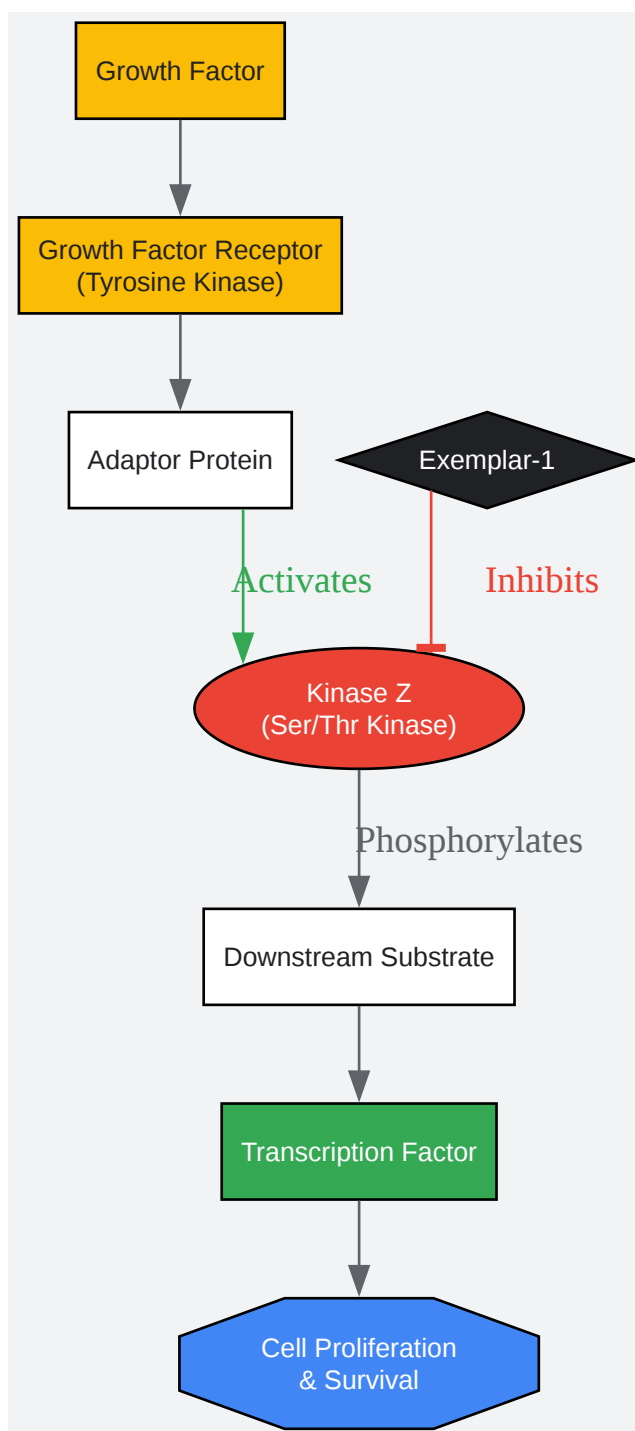 Growth Factor
Growth Factor Receptor
(Tyrosine Kinase)
Adaptor Protein
Exemplar-1
Activates
Inhibits
Kinase Z
(Ser/Thr Kinase)
Phosphorylates
Downstream Substrate
Transcription Factor
Cell Proliferation
& Survival